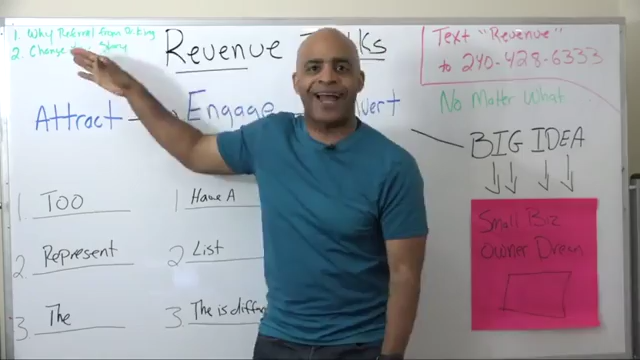 1. Why Referral from
2. Change Story
Revenue Talks
Text "Revenue"
to 240-428-6333
Attract Engage
No Matter What...
BIG IDEA
1 Too
2. Represent
3. The
1 Have A
2 List
3. The is
Small Biz
Owner Dream